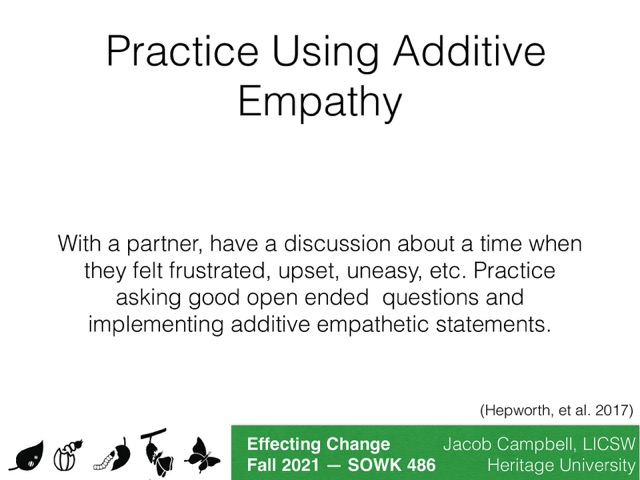 Practice Using Additive
Empathy
With a partner, have a discussion about a time when
they felt frustrated, upset, uneasy, etc. Practice
asking good open ended  questions and
implementing additive empathetic statements.
(Hepworth, et al. 2017)
Effecting Change Jacob Campbell, LICSW
Fall 2021 — SOWK 486 Heritage University